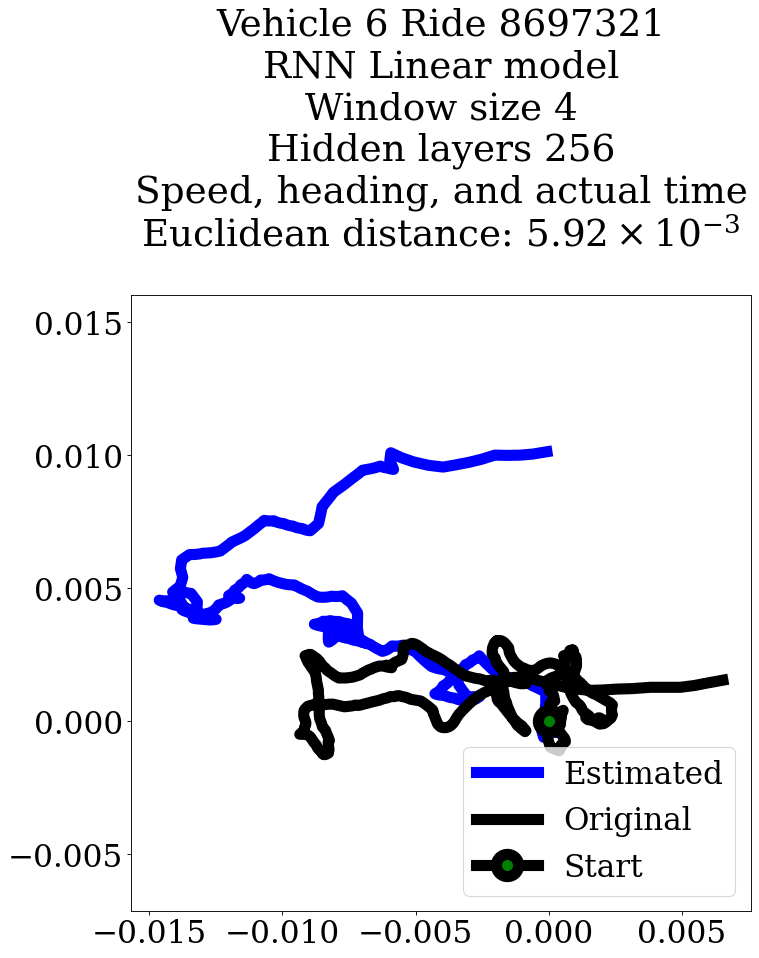 Vehicle 6 Ride 8697321
RNN Linear model
Window size 4
Hidden layers 256
Speed, heading, and actual time
Euclidean distance: 5.92 × 10⁻³
0.015
0.010
0.005
0.000
−0.005
Estimated
Original
Start
−0.015 −0.010 −0.005 0.000 0.005